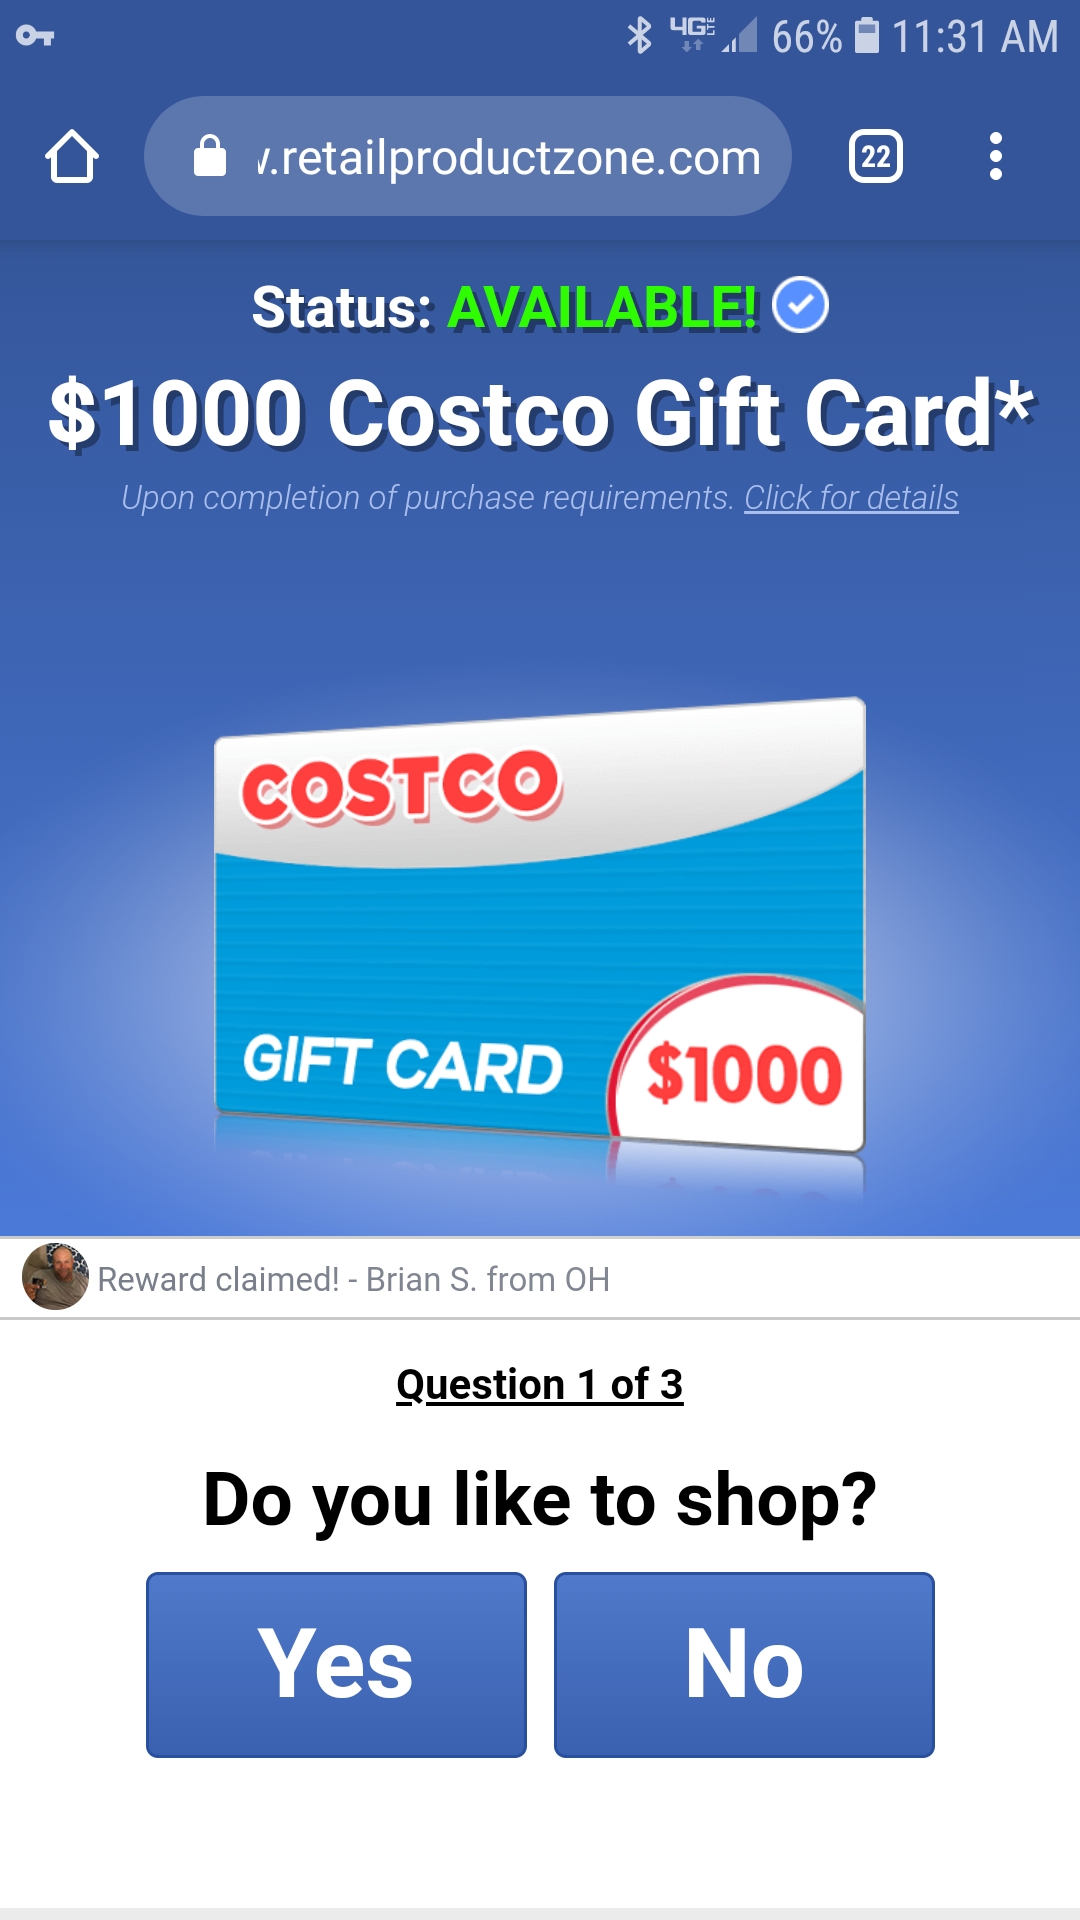 4G LTE 66% 11:31 AM
.retailproductzone.com
22
Status: AVAILABLE!
$1000 Costco Gift Card*
Upon completion of purchase requirements. Click for details
COSTCO
GIFT CARD
$1000
Reward claimed! - Brian S. from OH
Question 1 of 3
Do you like to shop?
Yes No